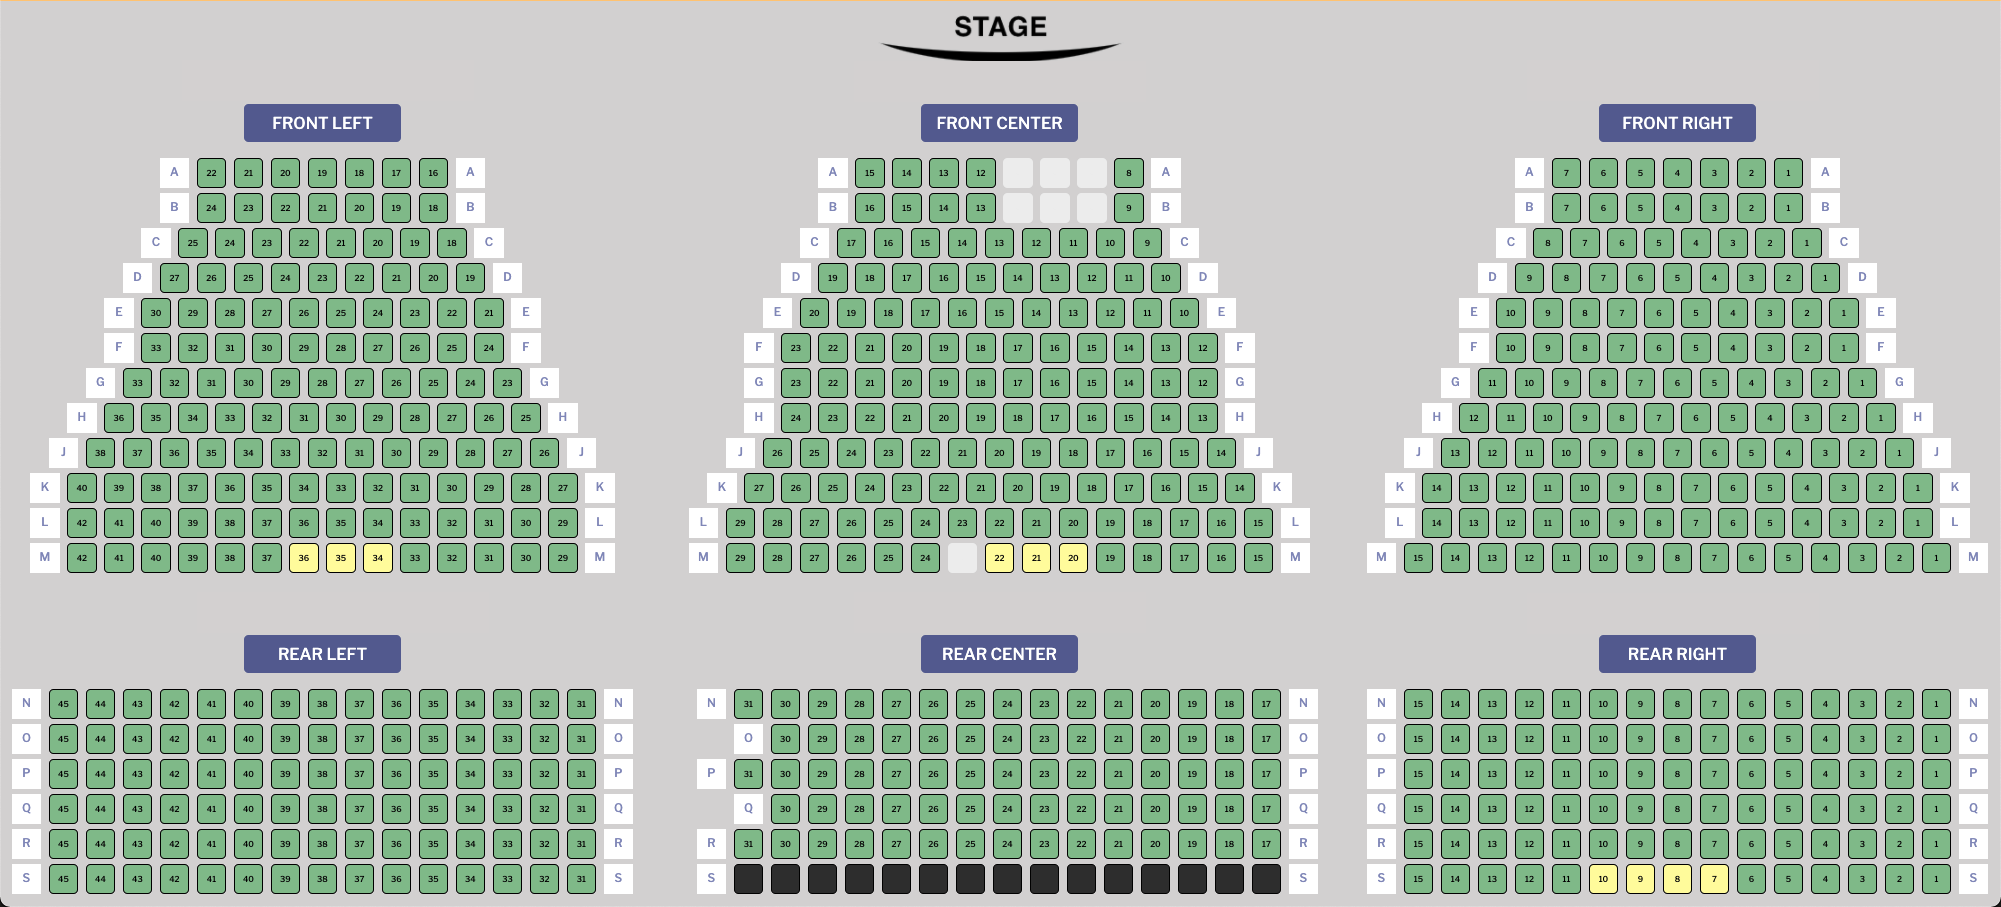 STAGE
FRONT LEFT FRONT CENTER FRONT RIGHT
A 22 21 20 19 18 17 16 A A 15 14 13 12 8 A A 7 6 5 4 3 2 1 A
B 24 23 22 21 20 19 18 B B 16 15 14 13 9 B B 7 6 5 4 3 2 1 B
C 25 24 23 22 21 20 19 18 C C 17 16 15 14 13 12 11 10 9 C C 8 7 6 5 4 3 2 1 C
D 27 26 25 24 23 22 21 20 19 D D 19 18 17 16 15 14 13 12 11 10 D D 9 8 7 6 5 4 3 2 1 D
E 30 29 28 27 26 25 24 23 22 21 E E 20 19 18 17 16 15 14 13 12 11 10 E E 10 9 8 7 6 5 4 3 2 1 E
F 33 32 31 30 29 28 27 26 25 24 F F 23 22 21 20 19 18 17 16 15 14 13 12 F F 10 9 8 7 6 5 4 3 2 1 F
G 33 32 31 30 29 28 27 26 25 24 23 G G 23 22 21 20 19 18 17 16 15 14 13 12 G G 11 10 9 8 7 6 5 4 3 2 1 G
H 36 35 34 33 32 31 30 29 28 27 26 25 H H 24 23 22 21 20 19 18 17 16 15 14 13 H H 12 11 10 9 8 7 6 5 4 3 2 1 H
J 38 37 36 35 34 33 32 31 30 29 28 27 26 J J 26 25 24 23 22 21 20 19 18 17 16 15 14 J J 13 12 11 10 9 8 7 6 5 4 3 2 1 J
K 40 39 38 37 36 35 34 33 32 31 30 29 28 27 K K 27 26 25 24 23 22 21 20 19 18 17 16 15 14 K K 14 13 12 11 10 9 8 7 6 5 4 3 2 1 K
L 42 41 40 39 38 37 36 35 34 33 32 31 30 29 L L 29 28 27 26 25 24 23 22 21 20 19 18 17 16 15 L L 14 13 12 11 10 9 8 7 6 5 4 3 2 1 L
M 42 41 40 39 38 37 36 35 34 33 32 31 30 29 M M 29 28 27 26 25 24 22 21 20 19 18 17 16 15 M M 15 14 13 12 11 10 9 8 7 6 5 4 3 2 1 M
REAR LEFT REAR CENTER REAR RIGHT
N 45 44 43 42 41 40 39 38 37 36 35 34 33 32 31 N N 31 30 29 28 27 26 25 24 23 22 21 20 19 18 17 N N 15 14 13 12 11 10 9 8 7 6 5 4 3 2 1 N
O 45 44 43 42 41 40 39 38 37 36 35 34 33 32 31 O O 30 29 28 27 26 25 24 23 22 21 20 19 18 17 O O 15 14 13 12 11 10 9 8 7 6 5 4 3 2 1 O
P 45 44 43 42 41 40 39 38 37 36 35 34 33 32 31 P P 31 30 29 28 27 26 25 24 23 22 21 20 19 18 17 P P 15 14 13 12 11 10 9 8 7 6 5 4 3 2 1 P
Q 45 44 43 42 41 40 39 38 37 36 35 34 33 32 31 Q Q 30 29 28 27 26 25 24 23 22 21 20 19 18 17 Q Q 15 14 13 12 11 10 9 8 7 6 5 4 3 2 1 Q
R 45 44 43 42 41 40 39 38 37 36 35 34 33 32 31 R R 31 30 29 28 27 26 25 24 23 22 21 20 19 18 17 R R 15 14 13 12 11 10 9 8 7 6 5 4 3 2 1 R
S 45 44 43 42 41 40 39 38 37 36 35 34 33 32 31 S S S S 15 14 13 12 11 10 9 8 7 6 5 4 3 2 1 S